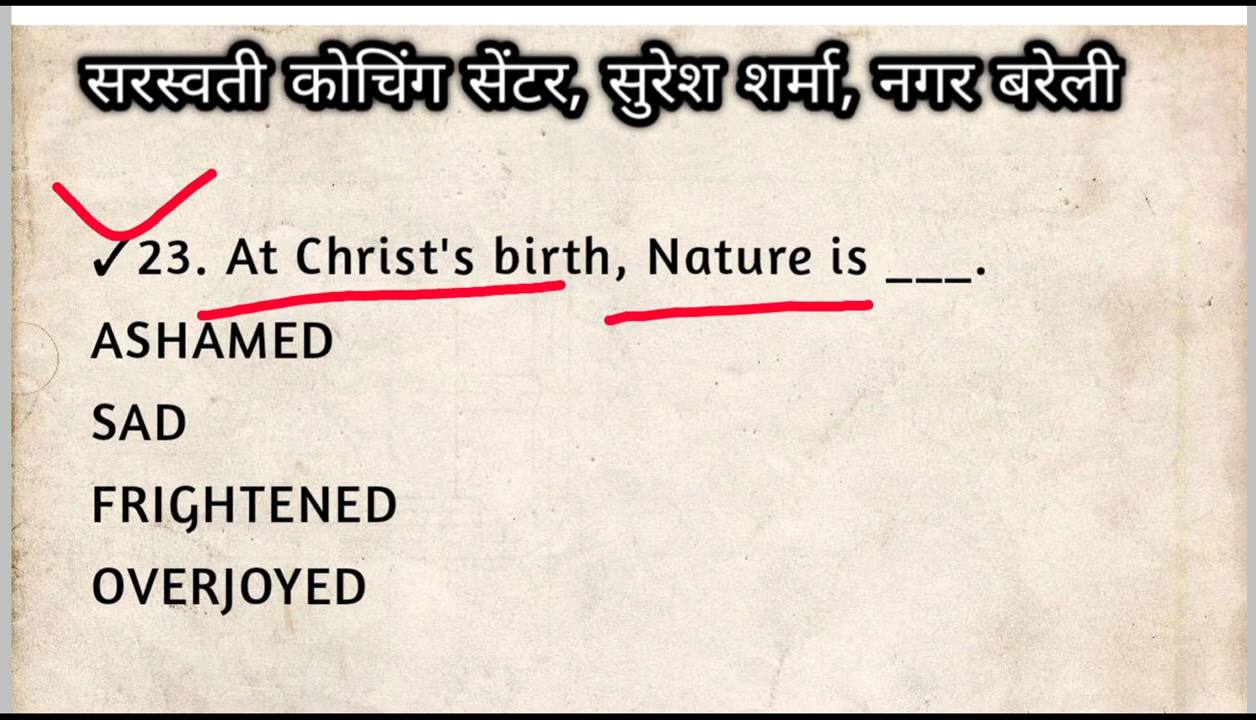 सरस्वती कोचिंग सेंटर, सुरेश शर्मा, नगर बरेली
✓23. At Christ's birth, Nature is ___.
ASHAMED
SAD
FRIGHTENED
OVERJOYED